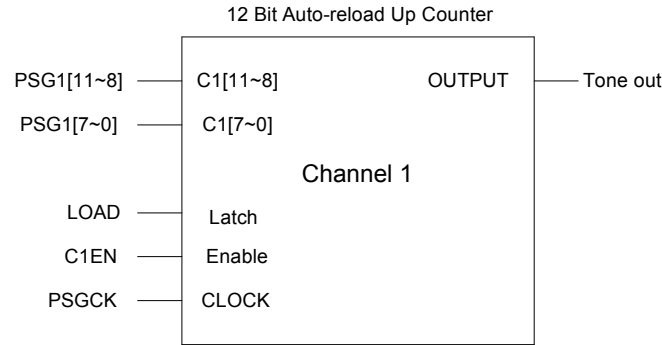 12 Bit Auto-reload Up Counter
PSG1[11~8] C1[11~8] OUTPUT Tone out
PSG1[7~0] C1[7~0]
Channel 1
LOAD Latch
C1EN Enable
PSGCK CLOCK